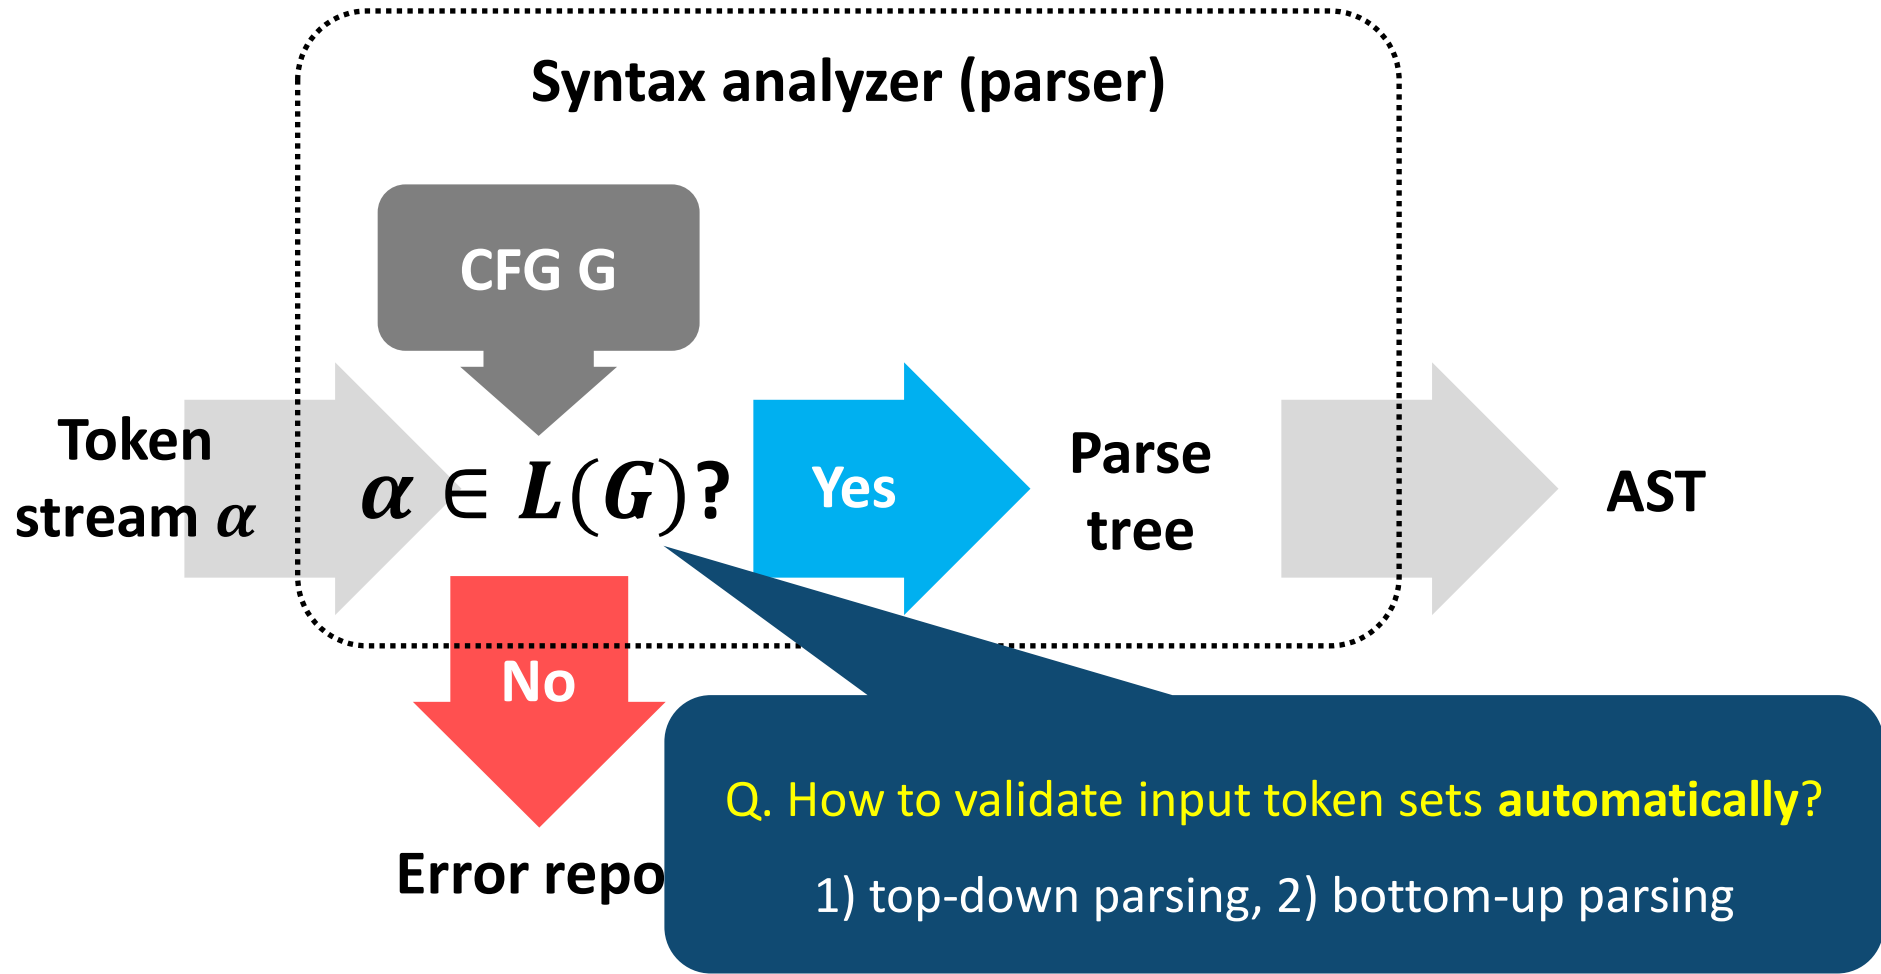 Syntax analyzer (parser)
CFG G
Token
stream α
α ∈ L(G)?
Yes
Parse
tree
AST
No
Error repo
Q. How to validate input token sets automatically?
1) top-down parsing, 2) bottom-up parsing